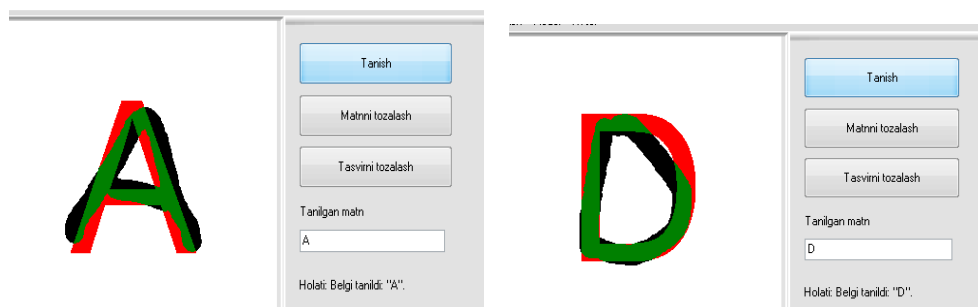 A
Tanish
Matnni tozalash
Tasvirni tozalash
Tanilgan matn
A
Holati: Belgi tanildi: "A".
D
Tanish
Matnni tozalash
Tasvirni tozalash
Tanilgan matn
D
Holati: Belgi tanildi: "D".